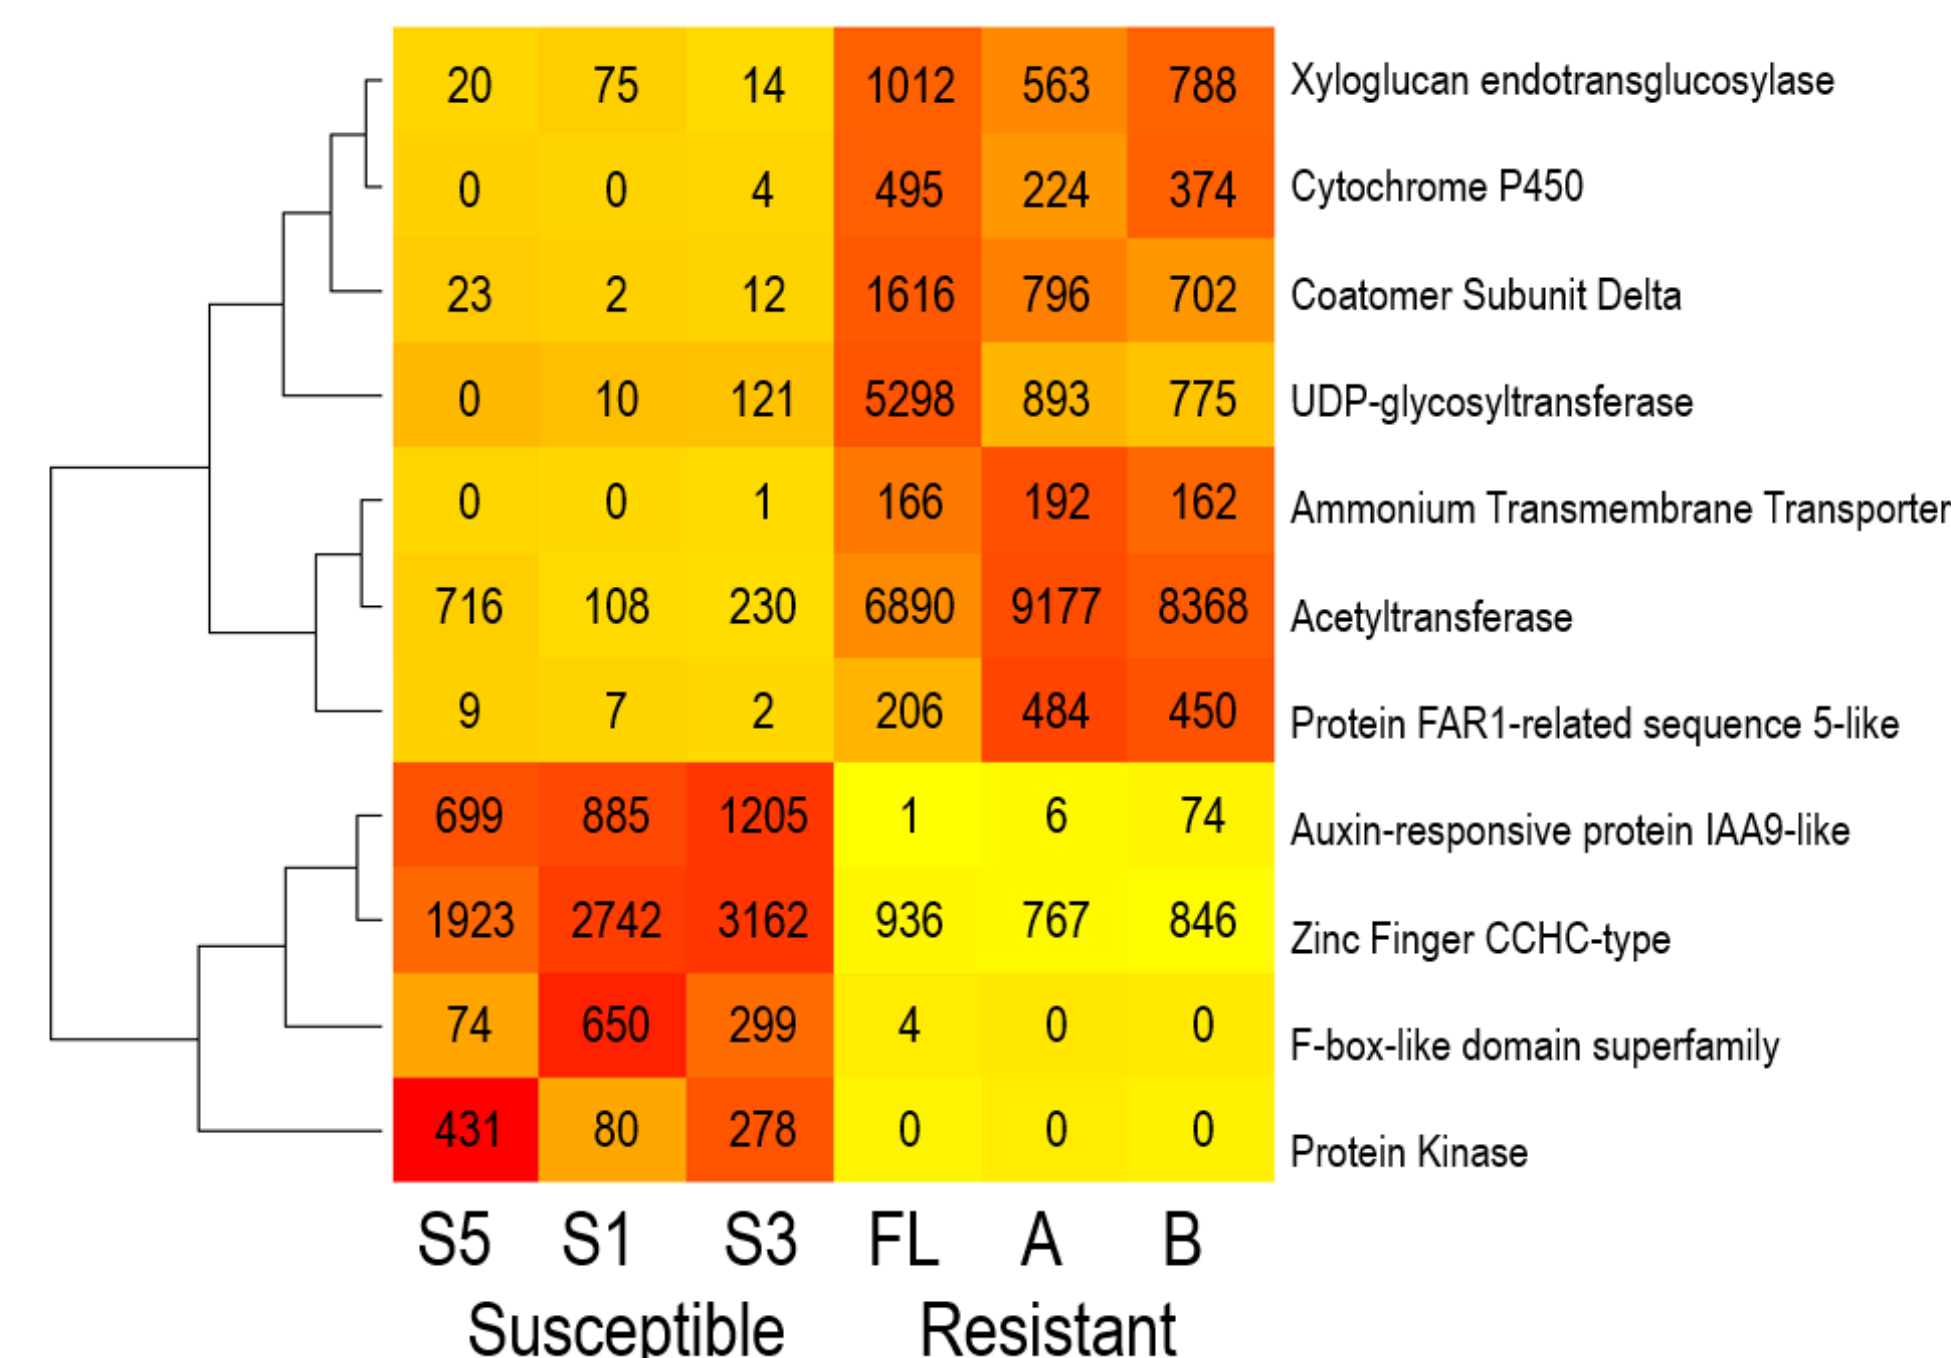 20 75 14 1012 563 788 Xyloglucan endotransglucosylase
0 0 4 495 224 374 Cytochrome P450
23 2 12 1616 796 702 Coatomer Subunit Delta
0 10 121 5298 893 775 UDP-glycosyltransferase
0 0 1 166 192 162 Ammonium Transmembrane Transporter
716 108 230 6890 9177 8368 Acetyltransferase
9 7 2 206 484 450 Protein FAR1-related sequence 5-like
699 885 1205 1 6 74 Auxin-responsive protein IAA9-like
1923 2742 3162 936 767 846 Zinc Finger CCHC-type
74 650 299 4 0 0 F-box-like domain superfamily
431 80 278 0 0 0 Protein Kinase
S5 S1 S3 FL A B
Susceptible Resistant